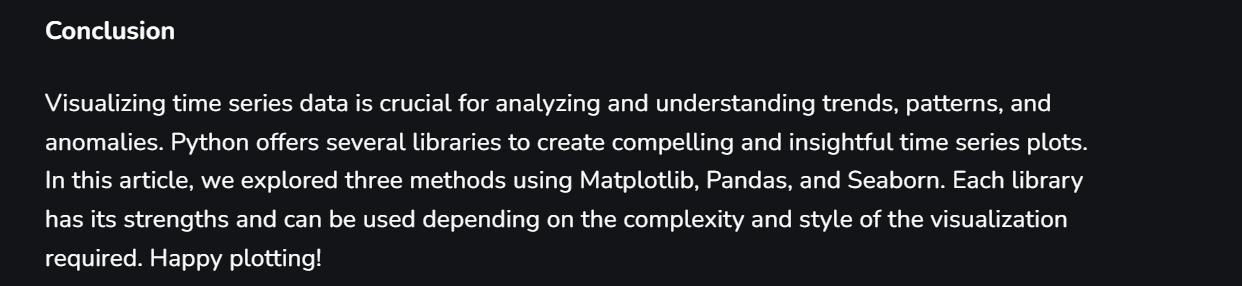 Conclusion
Visualizing time series data is crucial for analyzing and understanding trends, patterns, and
anomalies. Python offers several libraries to create compelling and insightful time series plots.
In this article, we explored three methods using Matplotlib, Pandas, and Seaborn. Each library
has its strengths and can be used depending on the complexity and style of the visualization
required. Happy plotting!